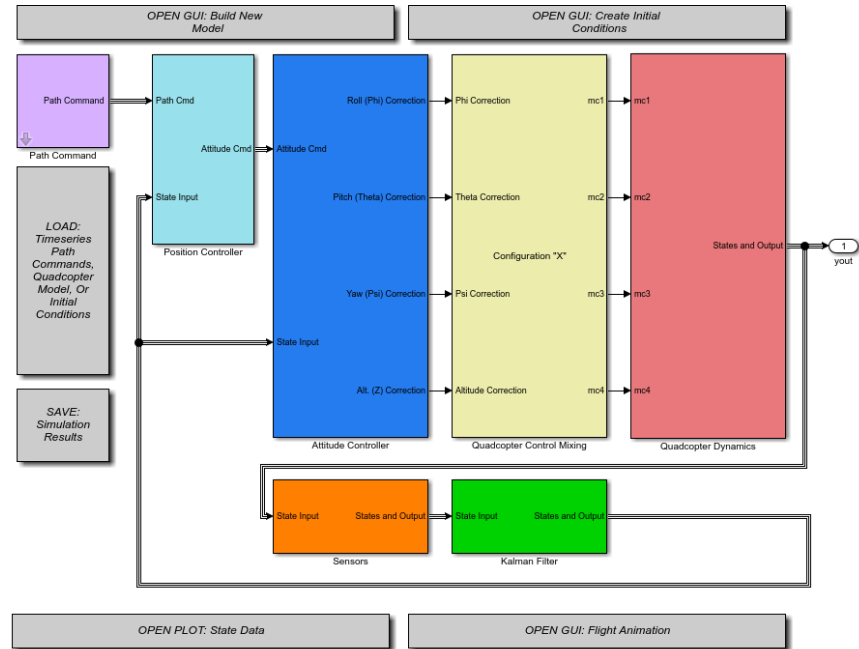 OPEN GUI: Build New
Model
OPEN GUI: Create Initial
Conditions
Path Command
Path Command
Path Cmd
Attitude Cmd
State Input
Position Controller
Roll (Phi) Correction
Attitude Cmd
Pitch (Theta) Correction
Yaw (Psi) Correction
State Input
Alt. (Z) Correction
Attitude Controller
Phi Correction
mc1
Theta Correction
mc2
Configuration "X"
Psi Correction
mc3
Altitude Correction
mc4
Quadcopter Control Mixing
mc1
mc2
States and Output
mc3
mc4
Quadcopter Dynamics
1
yout
LOAD:
Timeseries
Path
Commands,
Quadcopter
Model, Or
Initial
Conditions
SAVE:
Simulation
Results
State Input
States and Output
Sensors
State Input
States and Output
Kalman Filter
OPEN PLOT: State Data
OPEN GUI: Flight Animation